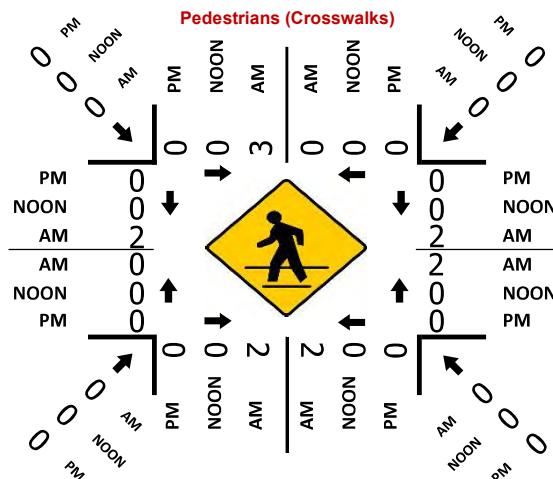 Pedestrians (Crosswalks)
0 PM
0 NOON
0 AM
PM NOON AM AM NOON PM
PM 0
NOON 0
AM 0
0 0 3 0 0 0
PM 0 0 PM
NOON 0 0 NOON
AM 2 2 AM
AM 0 2 AM
NOON 0 0 NOON
PM 0 0 PM
0 0 2 2 0 0
0 AM
0 NOON
0 PM
PM NOON AM AM NOON PM
AM 0
NOON 0
PM 0